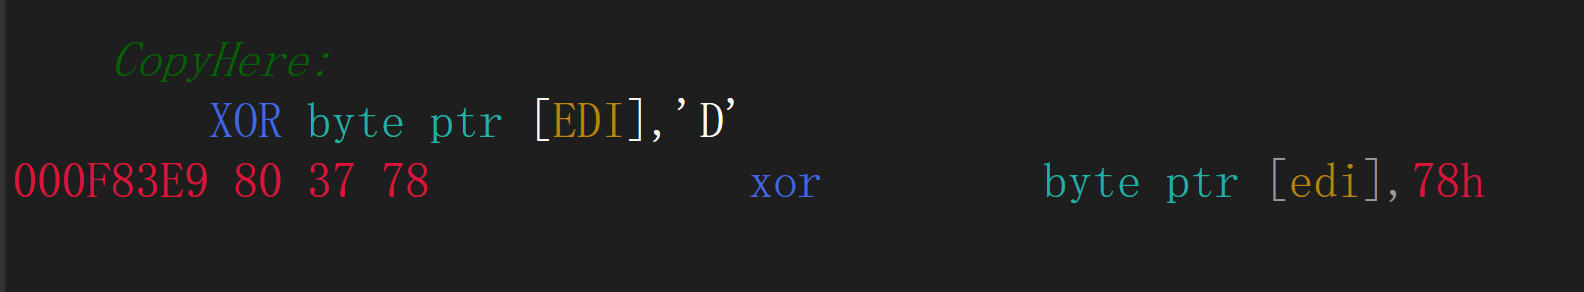 CopyHere:
XOR byte ptr [EDI],'D'
000F83E9 80 37 78 xor byte ptr [edi],78h